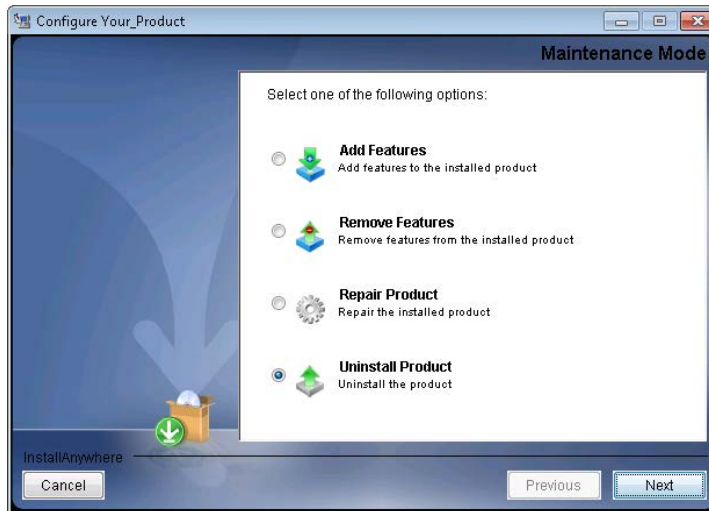 Configure Your_Product
Maintenance Mode
Select one of the following options:
Add Features
Add features to the installed product
Remove Features
Remove features from the installed product
Repair Product
Repair the installed product
Uninstall Product
Uninstall the product
InstallAnywhere
Cancel
Previous
Next